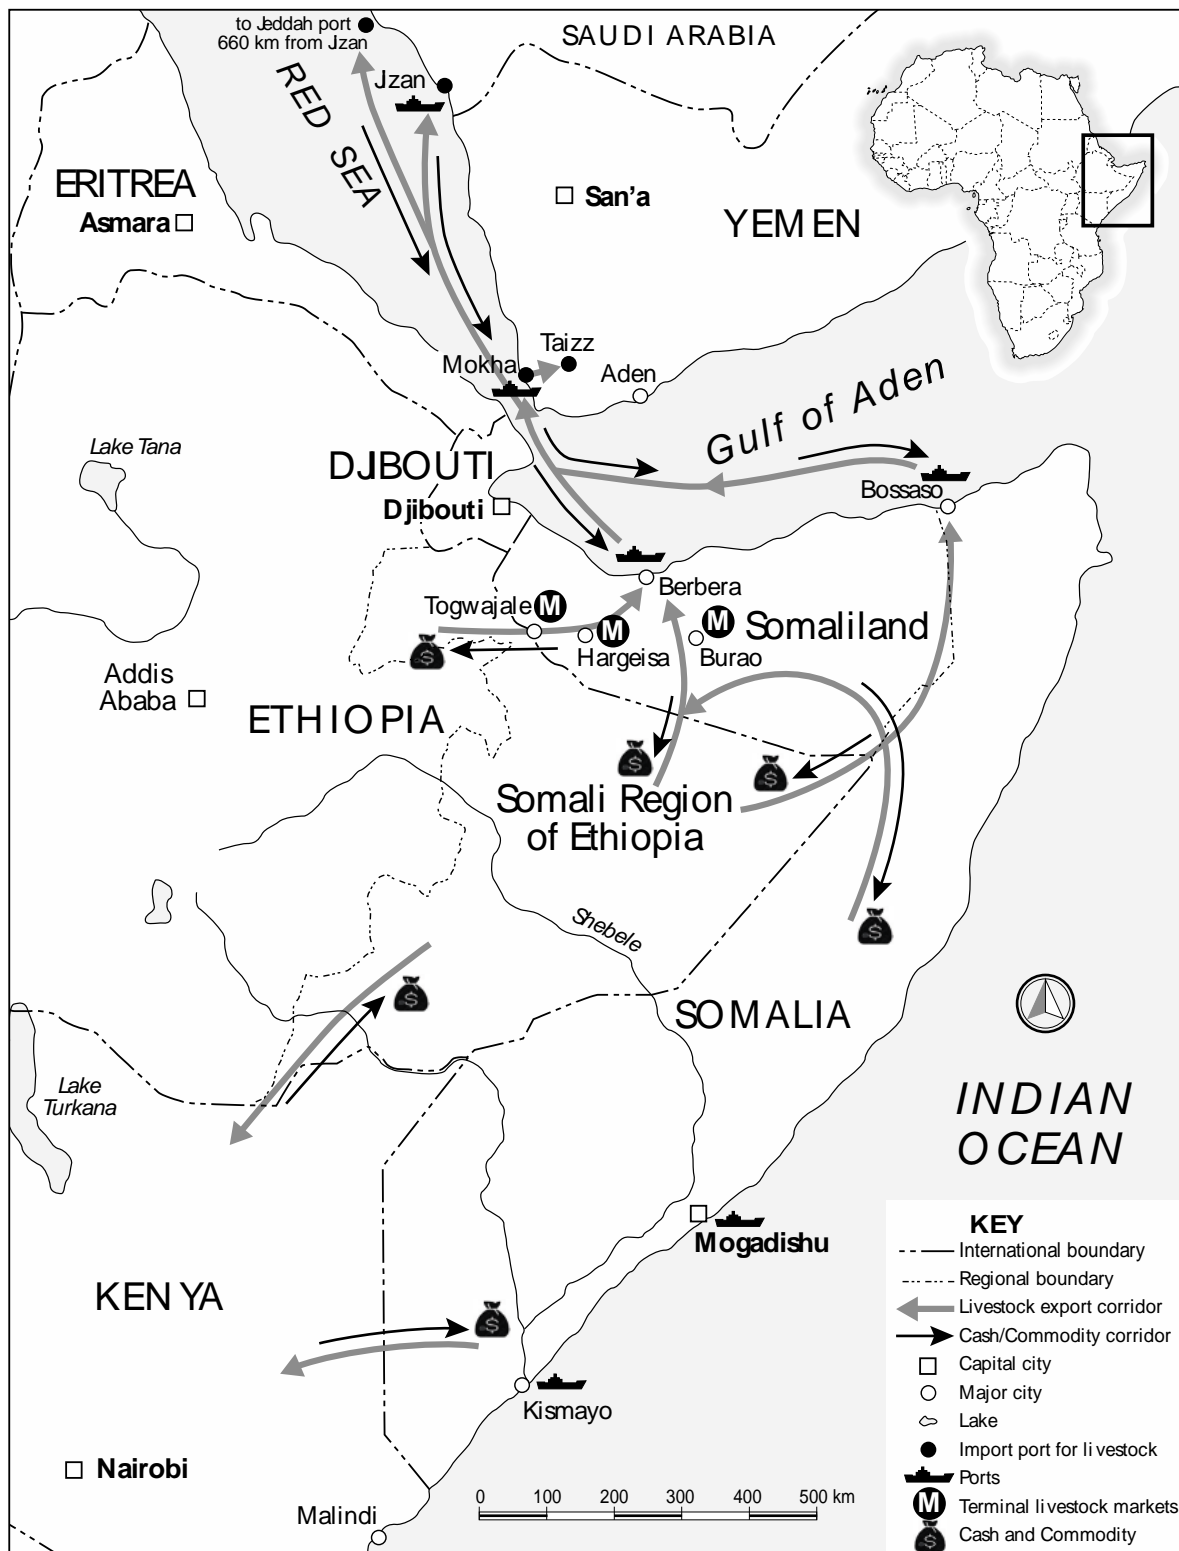 to Jeddah port
660 km from Jzan
SAUDI ARABIA
Jzan
RED SEA
ERITREA
Asmara
San'a
YEMEN
Taizz
Mokha
Aden
Gulf of Aden
Lake Tana
DJIBOUTI
Djibouti
Bossaso
Berbera
Togwajale
M
M
M
Somaliland
Hargeisa
Burao
$
Addis
Ababa
ETHIOPIA
$
$
Somali Region
of Ethiopia
Shebele
$
$
SOMALIA
Lake
Turkana
INDIAN
OCEAN
Mogadishu
KENYA
$
Kismayo
Nairobi
Malindi
0 100 200 320 400 500 km
KEY
International boundary
Regional boundary
Livestock export corridor
Cash/Commodity corridor
Capital city
Major city
Lake
Import port for livestock
Ports
M Terminal livestock markets
$ Cash and Commodity